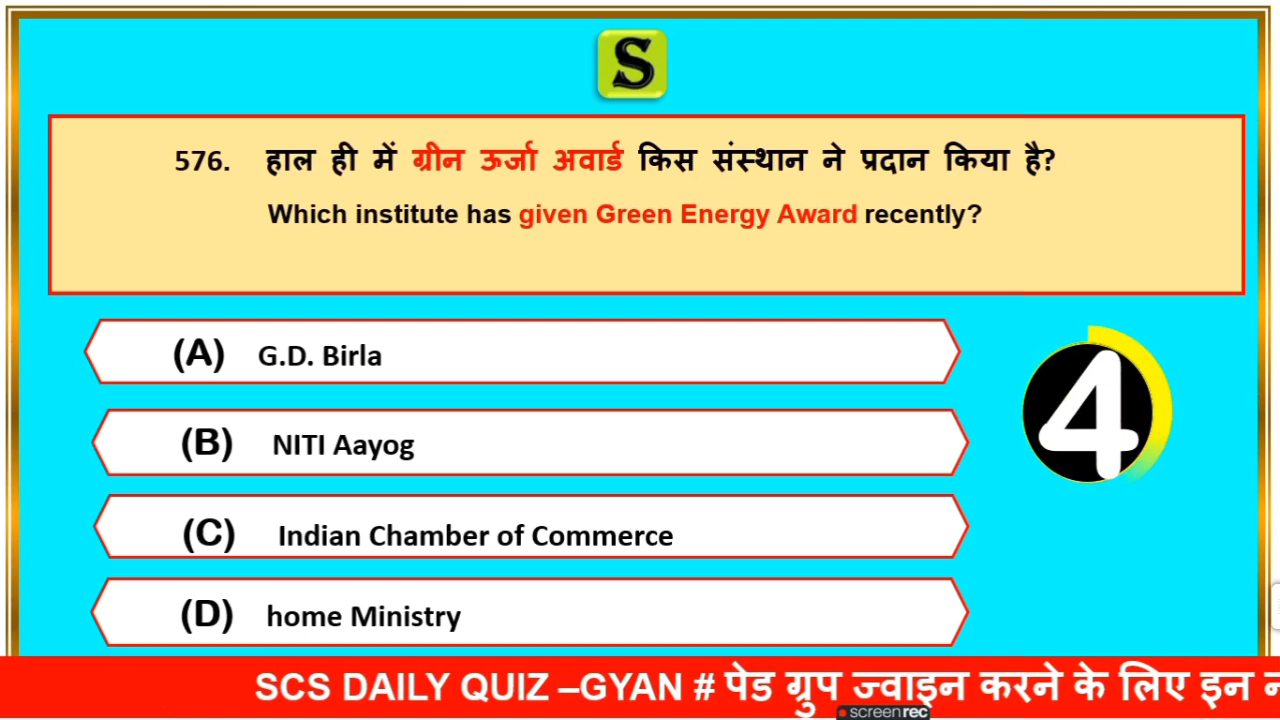 S
576. हाल ही में ग्रीन ऊर्जा अवार्ड किस संस्थान ने प्रदान किया है?
Which institute has given Green Energy Award recently?
(A) G.D. Birla
4
(B) NITI Aayog
(C) Indian Chamber of Commerce
(D) home Ministry
SCS DAILY QUIZ –GYAN # पेड ग्रुप ज्वाइन करने के लिए इन
screenrec